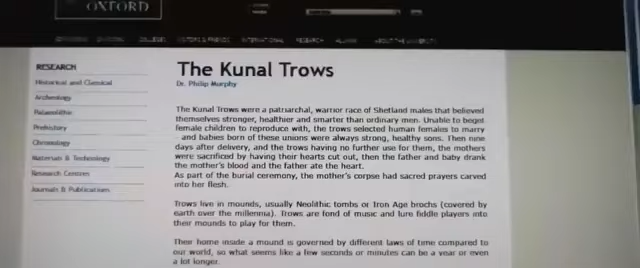 OXFORD
COLLEGES
INTERNATIONAL
RESEARCH
ABOUT THE UNIVERSITY
RESEARCH
Historical and Classical
Archeology
Palaeolithic
Prehistory
Chronology
Materials & Technology
Research Centres
Journals & Publications
The Kunal Trows
Dr. Philip Murphy
The Kunal Trows were a patriarchal, warrior race of Shetland males that believed
themselves stronger, healthier and smarter than ordinary men. Unable to beget
female children to reproduce with, the trows selected human females to marry
- and babies born of these unions were always strong, healthy sons. Then nine
days after delivery, and the trows having no further use for them, the mothers
were sacrificed by having their hearts cut out, then the father and baby drank
the mother's blood and the father ate the heart.
As part of the burial ceremony, the mother's corpse had sacred prayers carved
into her flesh.
Trows live in mounds, usually Neolithic tombs or Iron Age brochs (covered by
earth over the millennia). Trows are fond of music and lure fiddle players into
their mounds to play for them.
Their home inside a mound is governed by different laws of time compared to
our world, so what seems like a few seconds or minutes can be a year or even
a lot longer.